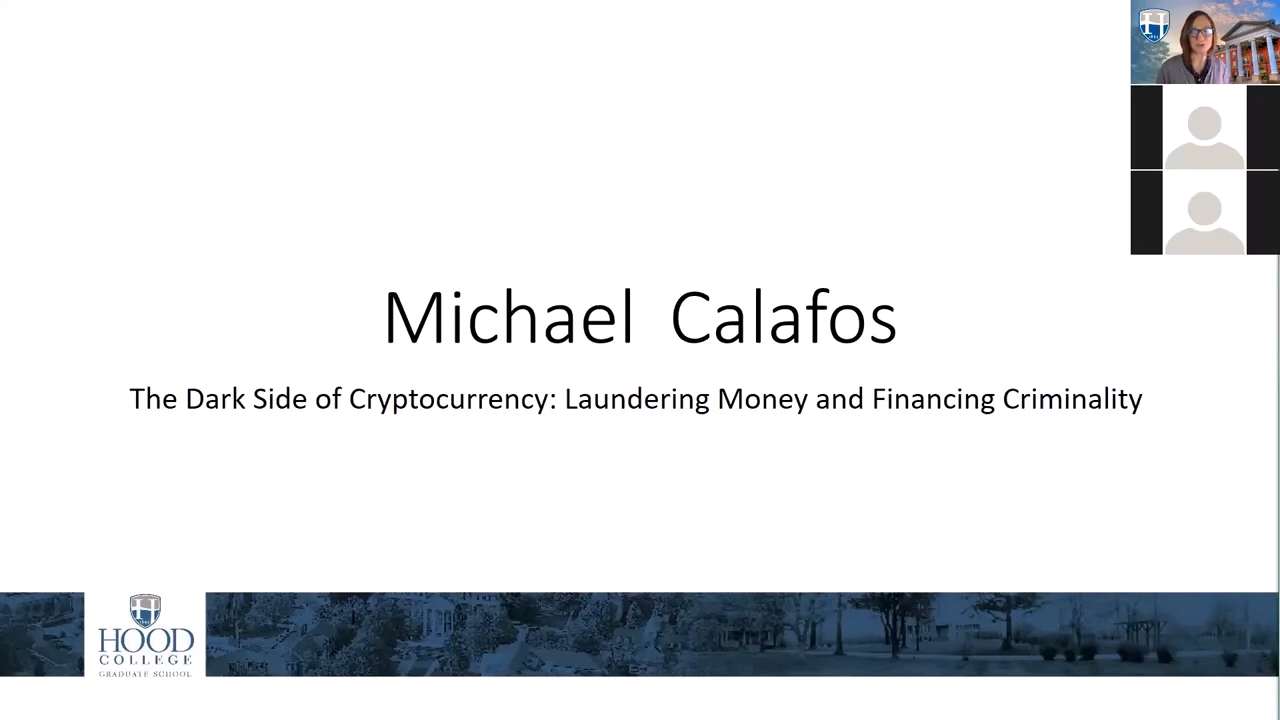 Michael Calafos
The Dark Side of Cryptocurrency: Laundering Money and Financing Criminality
HOOD
COLLEGE
GRADUATE SCHOOL